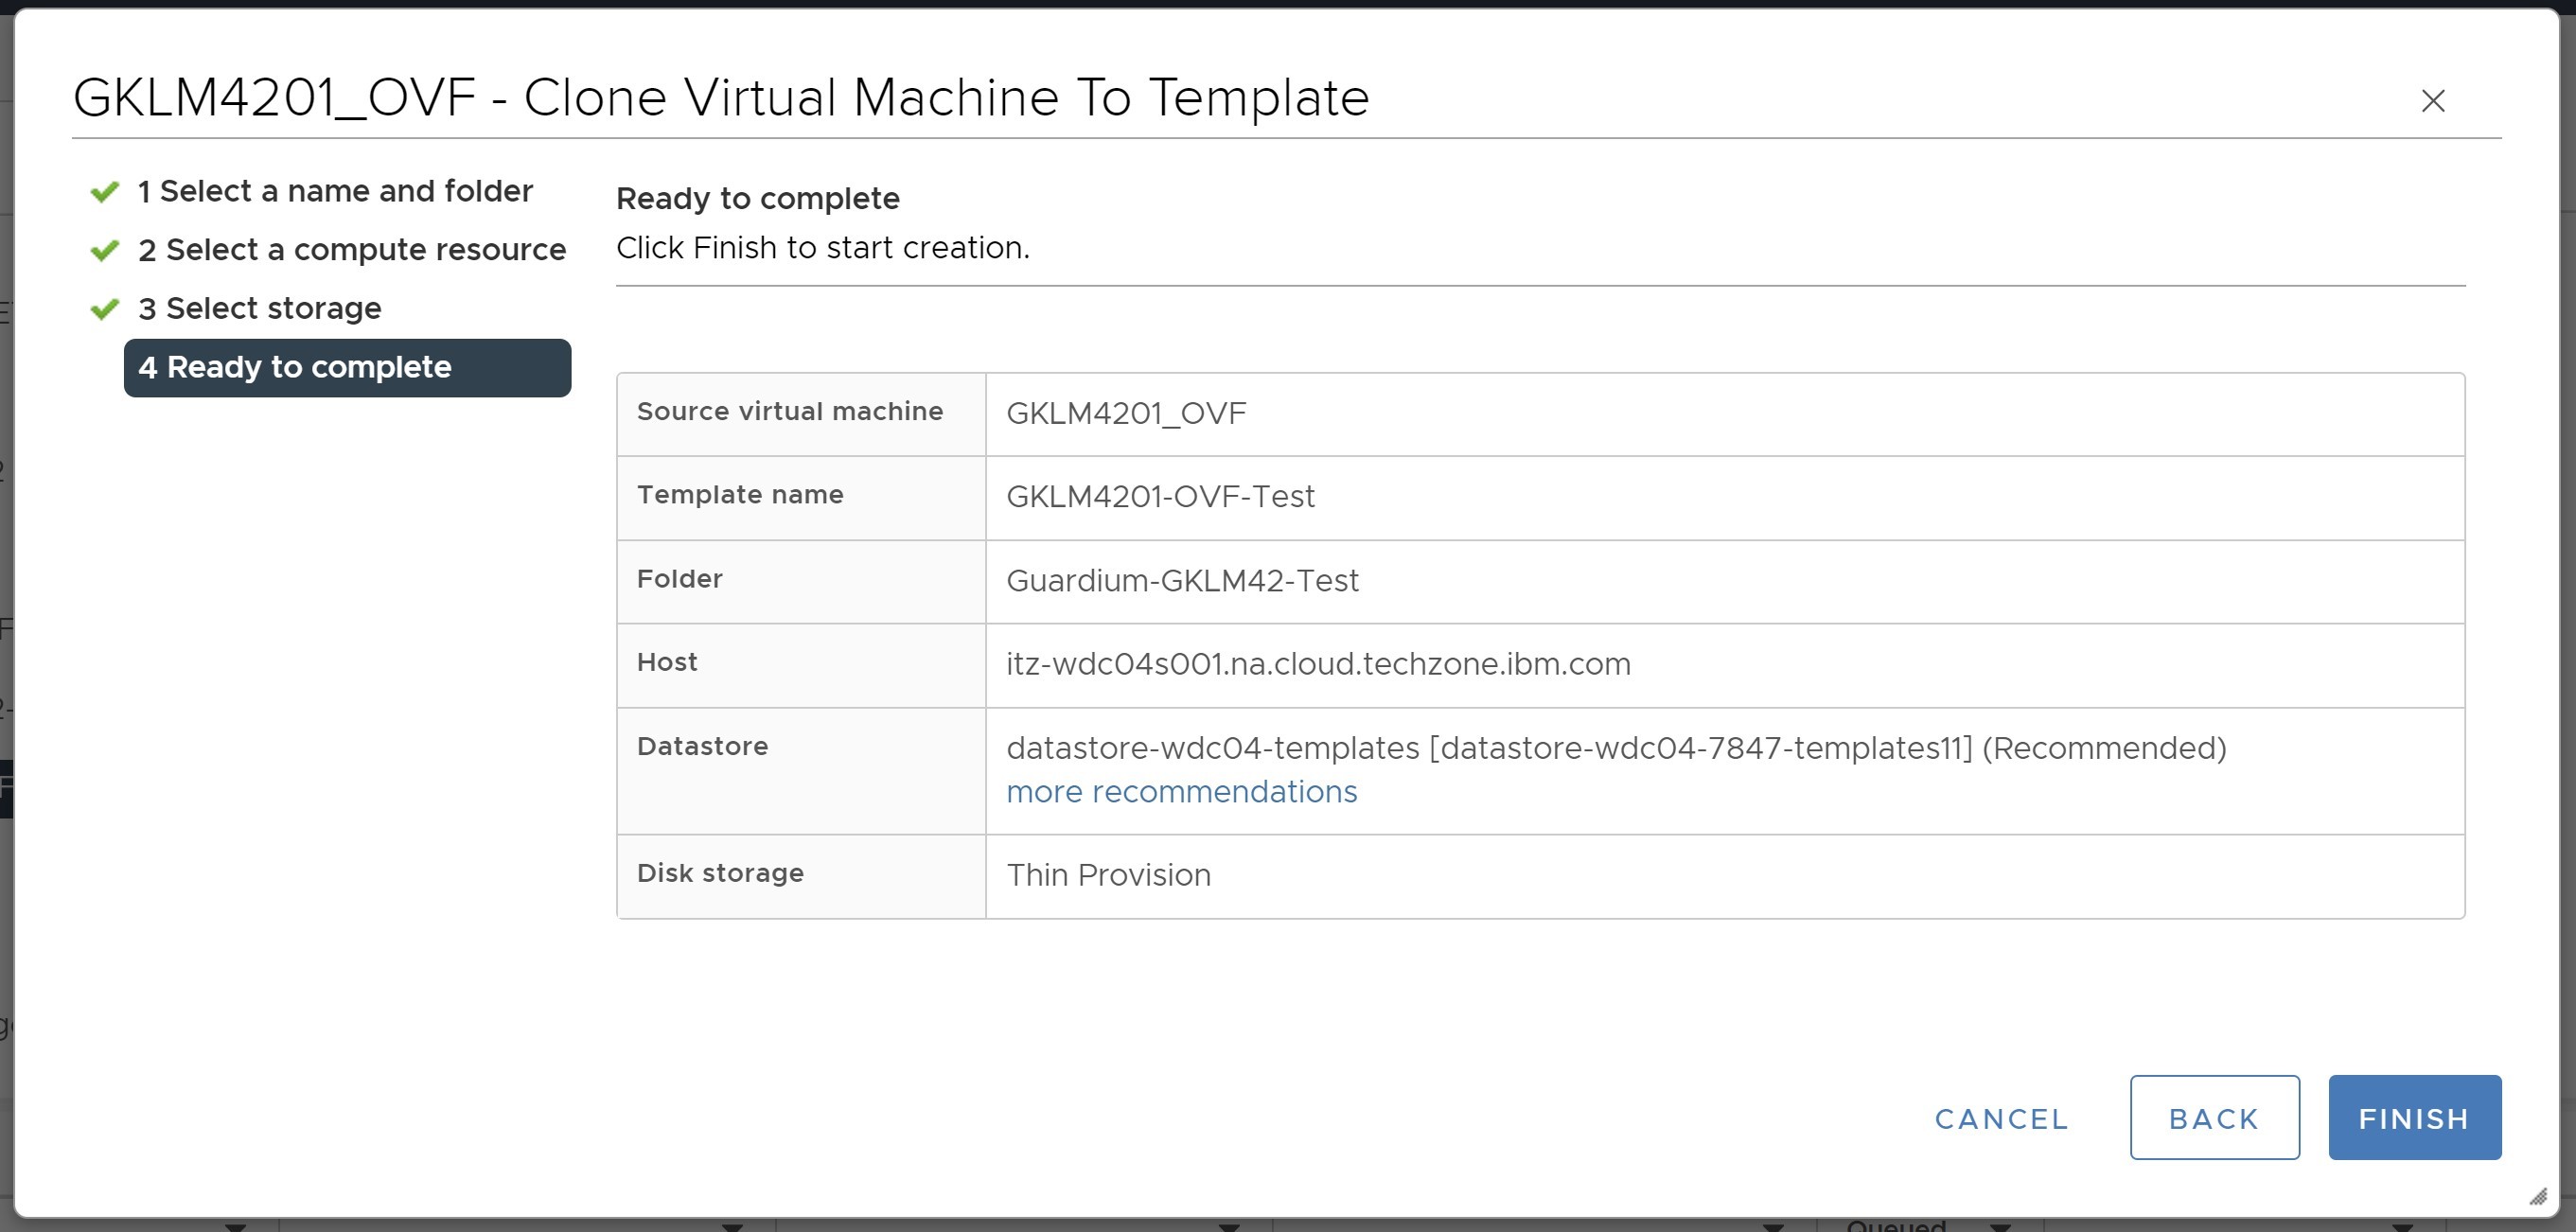 GKLM4201_OVF - Clone Virtual Machine To Template
1 Select a name and folder
2 Select a compute resource
3 Select storage
4 Ready to complete
Ready to complete
Click Finish to start creation.
Source virtual machine GKLM4201_OVF
Template name GKLM4201-OVF-Test
Folder Guardium-GKLM42-Test
Host itz-wdc04s001.na.cloud.techzone.ibm.com
Datastore datastore-wdc04-templates [datastore-wdc04-7847-templates11] (Recommended)
more recommendations
Disk storage Thin Provision
CANCEL BACK FINISH
Queued